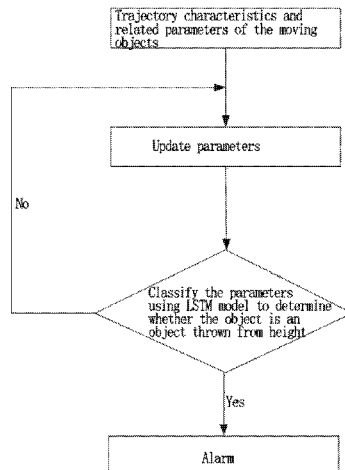 Trajectory characteristics and
related parameters of the moving
objects
Update parameters
No
Classify the parameters
using LSTM model to determine
whether the object is an
object thrown from height
Yes
Alarm